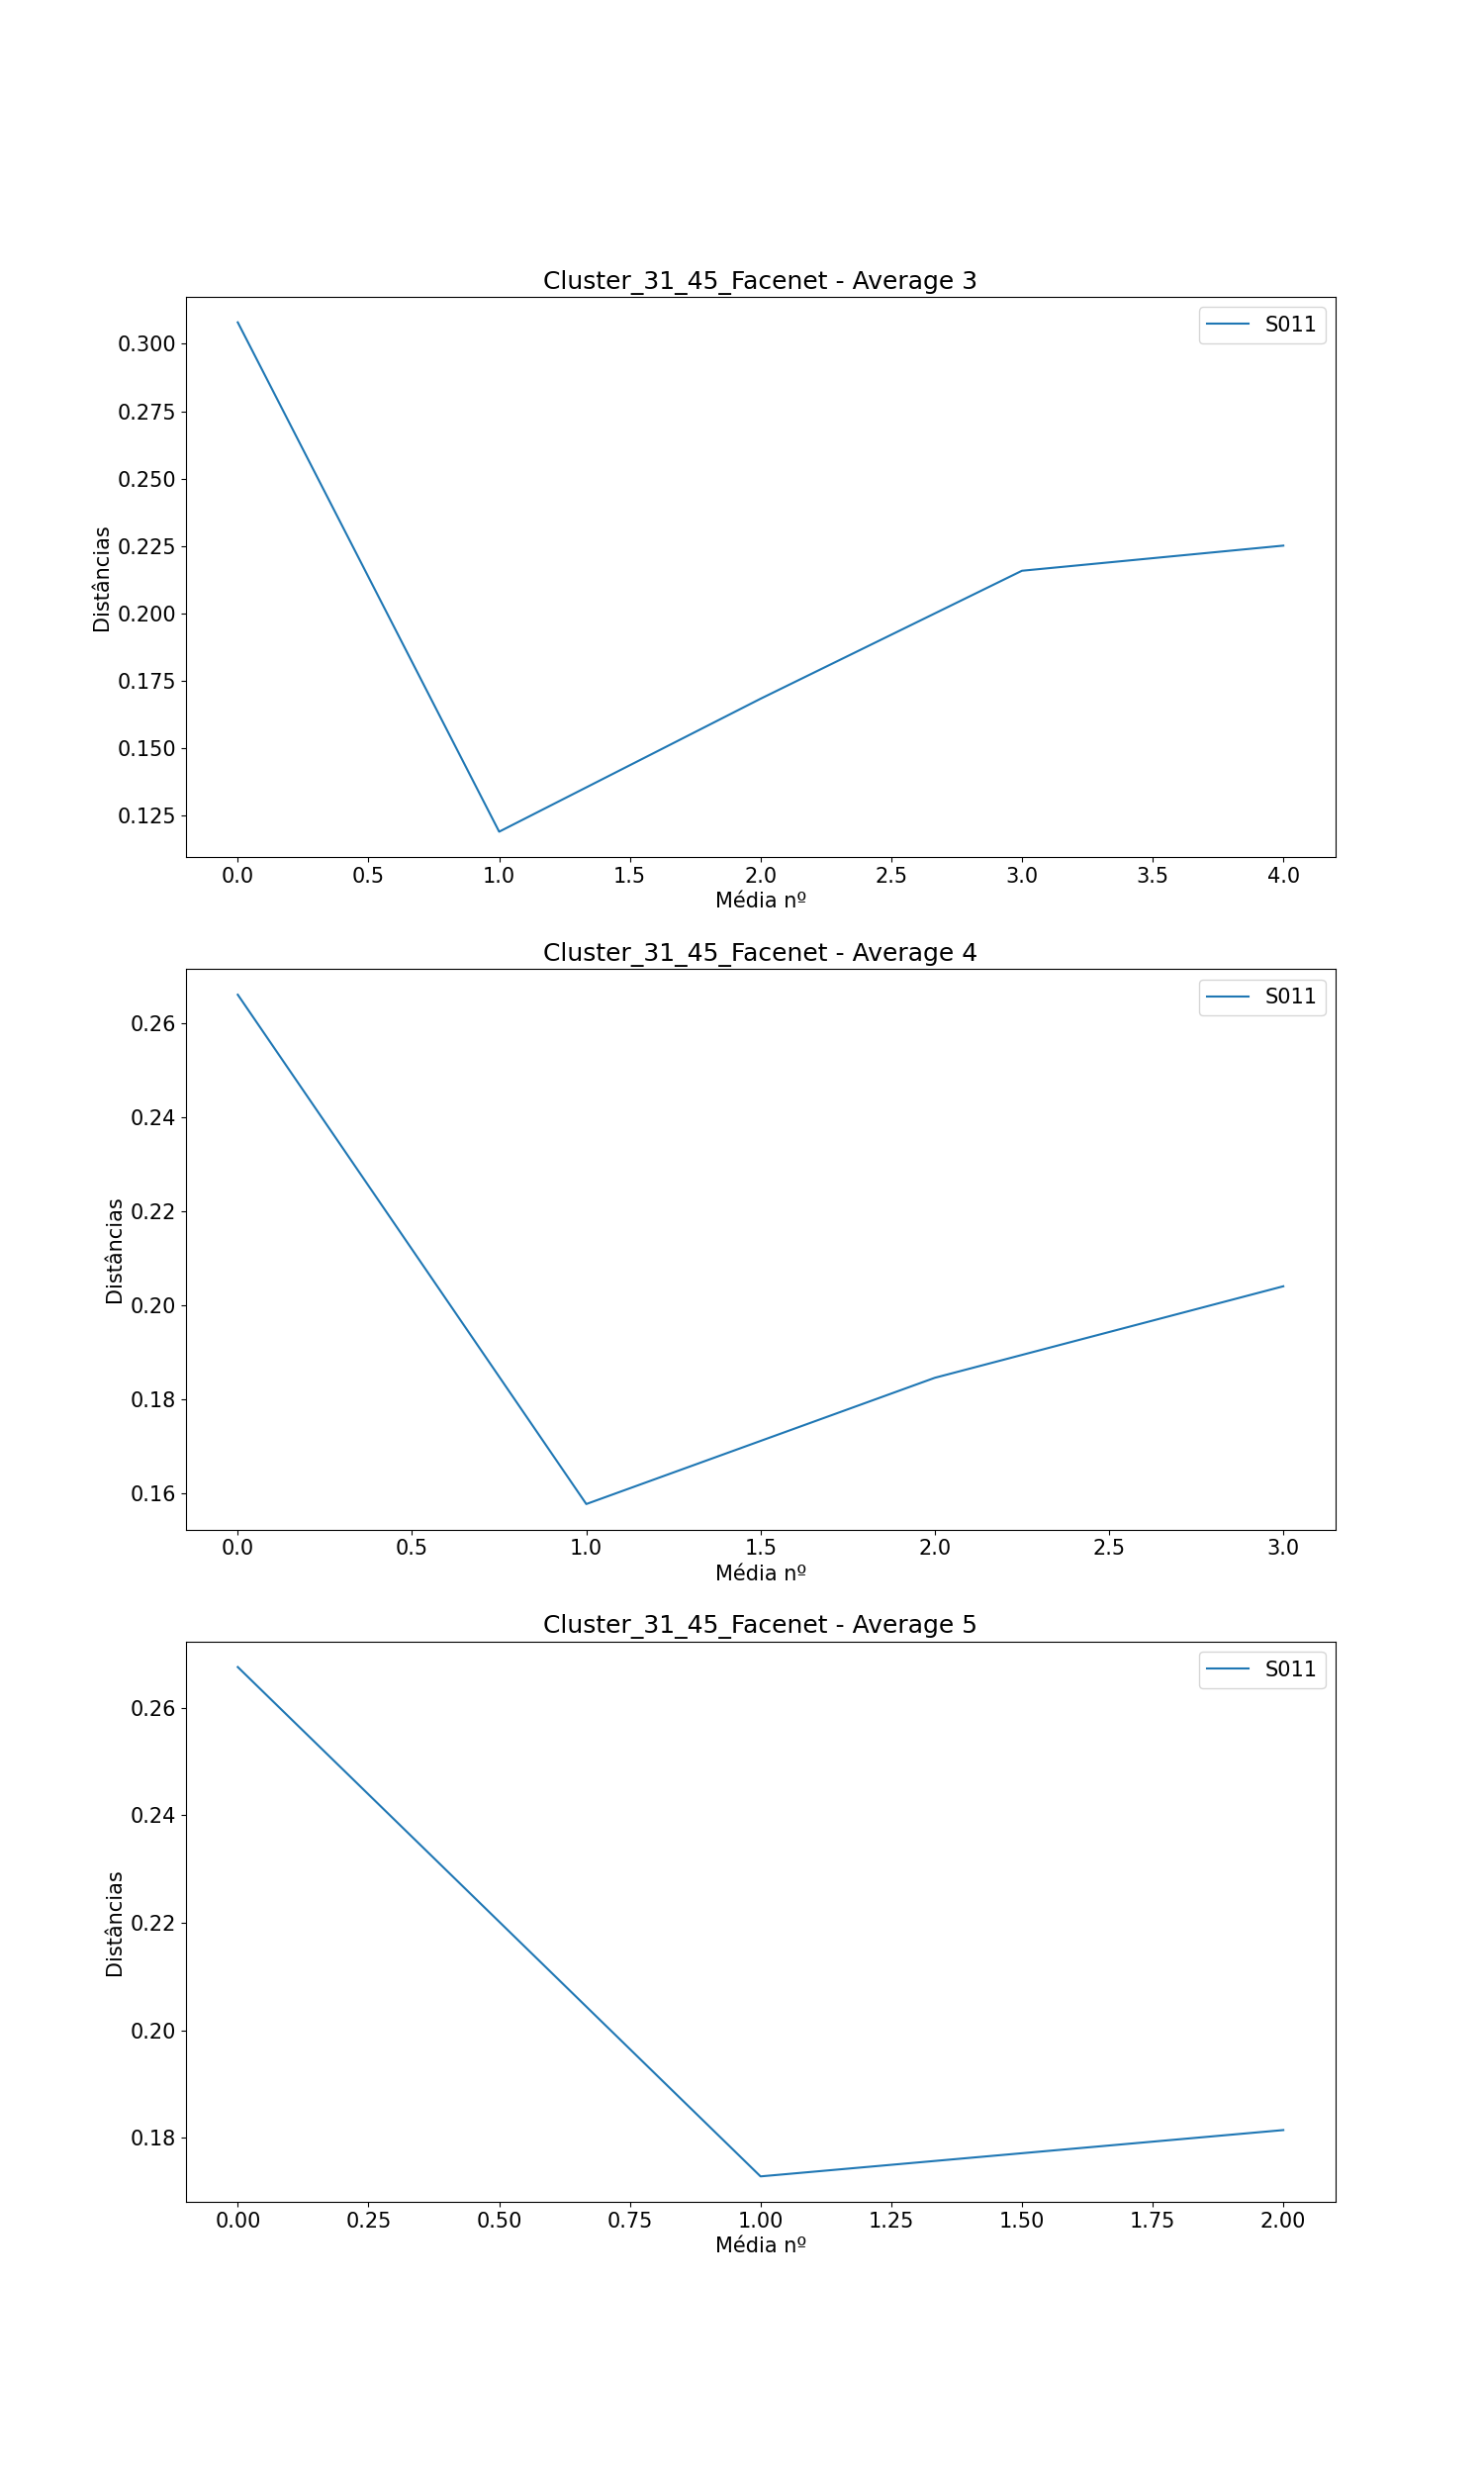 Cluster_31_45_Facenet - Average 3
S011
0.300
0.275
0.250
0.225
0.200
0.175
0.150
0.125
Distâncias
0.0 0.5 1.0 1.5 2.0 2.5 3.0 3.5 4.0
Média nº
Cluster_31_45_Facenet - Average 4
S011
0.26
0.24
0.22
0.20
0.18
0.16
Distâncias
0.0 0.5 1.0 1.5 2.0 2.5 3.0
Média nº
Cluster_31_45_Facenet - Average 5
S011
0.26
0.24
0.22
0.20
0.18
Distâncias
0.00 0.25 0.50 0.75 1.00 1.25 1.50 1.75 2.00
Média nº